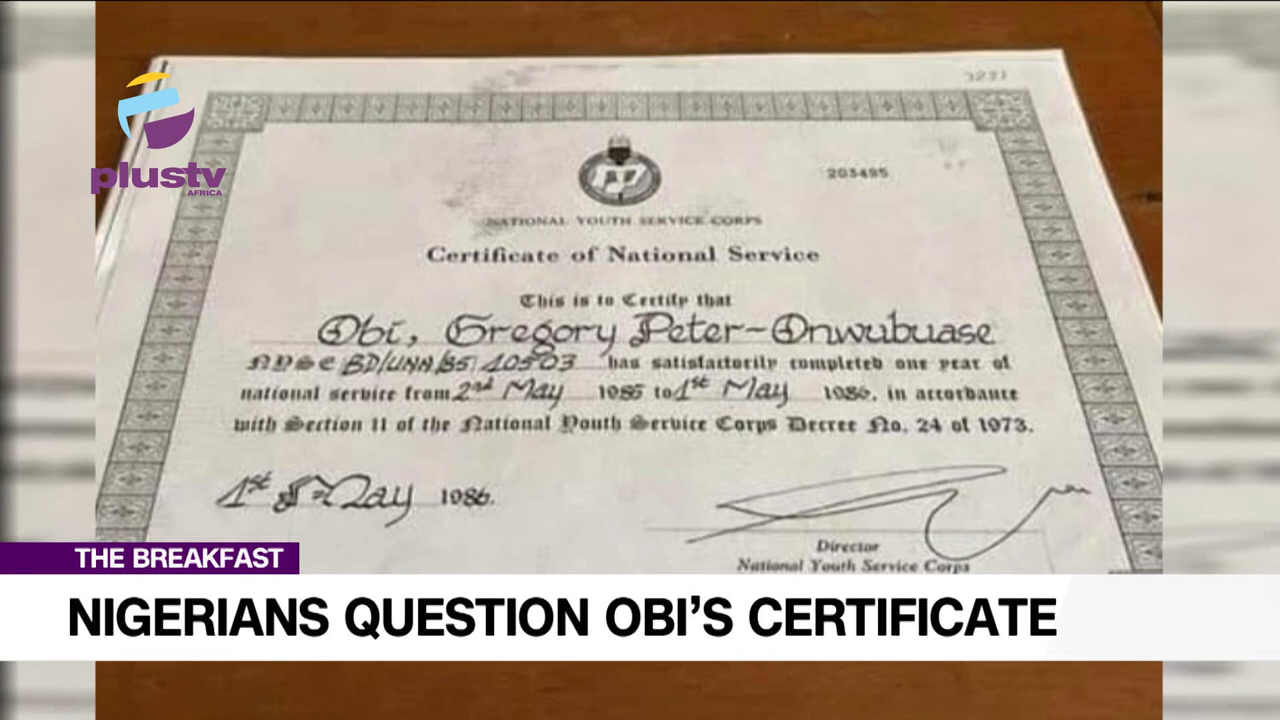 3237
plustv
AFRICA
203495
NATIONAL YOUTH SERVICE CORPS
Certificate of National Service
This is to Certify that
Obi, Gregory Peter-Onwubuase
NYSC BD/UNN/85/10503 has satisfactorily completed one year of
national service from 2nd May 1985 to 1st May 1986, in accordance
with Section 11 of the National Youth Service Corps Decree No. 24 of 1973.
1st May 1986.
Director
National Youth Service Corps
THE BREAKFAST
NIGERIANS QUESTION OBI'S CERTIFICATE